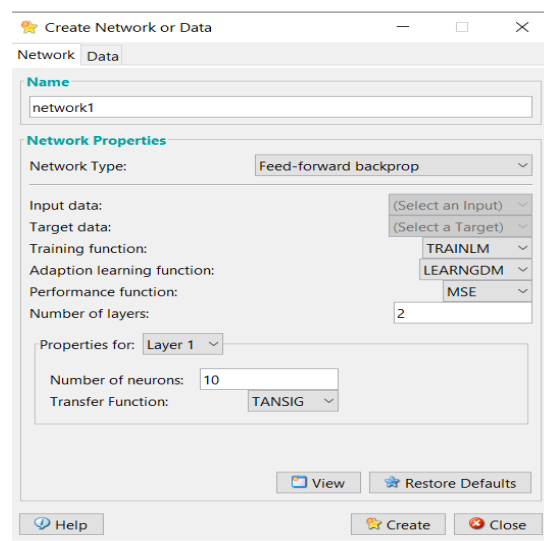 Create Network or Data
Network Data
Name
network1
Network Properties
Network Type: Feed-forward backprop
Input data: (Select an Input)
Target data: (Select a Target)
Training function: TRAINLM
Adaption learning function: LEARNGDM
Performance function: MSE
Number of layers: 2
Properties for: Layer 1
Number of neurons: 10
Transfer Function: TANSIG
View Restore Defaults
Help Create Close